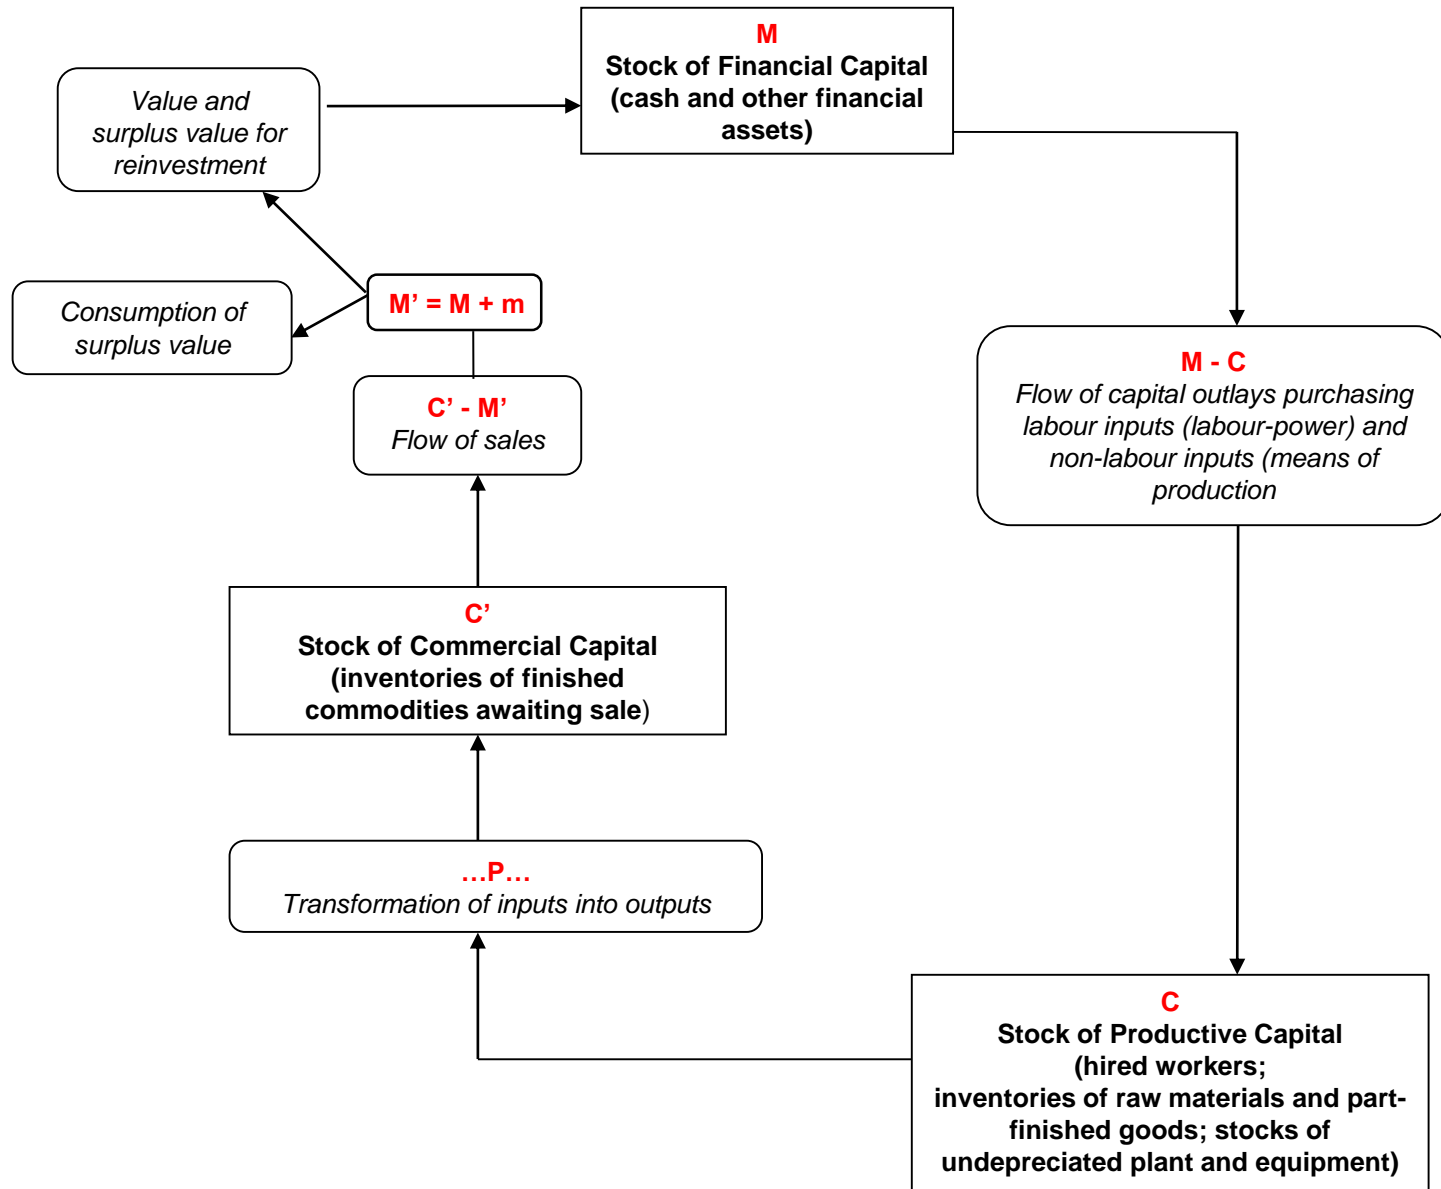 M
Stock of Financial Capital
(cash and other financial
assets)
Value and
surplus value for
reinvestment
Consumption of
surplus value
M’ = M + m
C’ - M’
Flow of sales
M - C
Flow of capital outlays purchasing
labour inputs (labour-power) and
non-labour inputs (means of
production
C’
Stock of Commercial Capital
(inventories of finished
commodities awaiting sale)
…P…
Transformation of inputs into outputs
C
Stock of Productive Capital
(hired workers;
inventories of raw materials and part-
finished goods; stocks of
undepreciated plant and equipment)